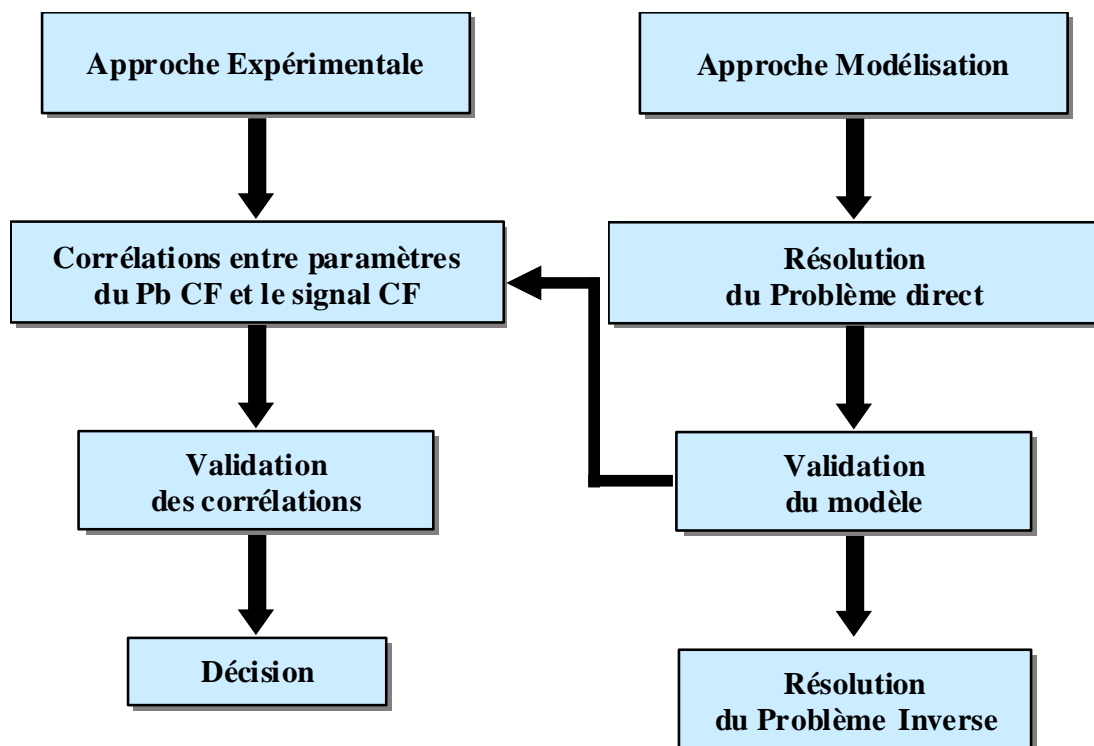 Approche Expérimentale
Approche Modélisation
Corrélations entre paramètres
du Pb CF et le signal CF
Résolution
du Problème direct
Validation
des corrélations
Validation
du modèle
Décision
Résolution
du Problème Inverse